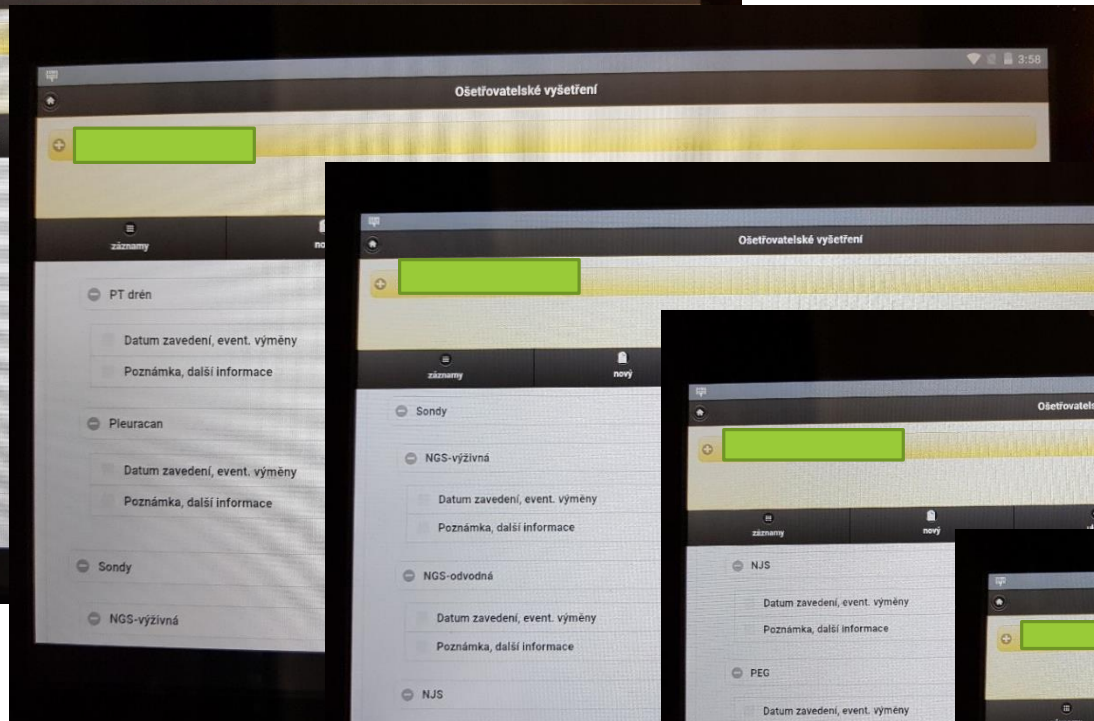 3:58
Ošetřovatelské vyšetření
záznamy
PT drén
Datum zavedení, event. výměny
Poznámka, další informace
Pleuracan
Datum zavedení, event. výměny
Poznámka, další informace
Sondy
NGS-výživná
Ošetřovatelské vyšetření
záznamy nový
Sondy
NGS-výživná
Datum zavedení, event. výměny
Poznámka, další informace
NGS-odvodná
Datum zavedení, event. výměny
Poznámka, další informace
NJS
Ošetřovatels
záznamy nový
NJS
Datum zavedení, event. výměny
Poznámka, další informace
PEG
Datum zavedení, event. výměny